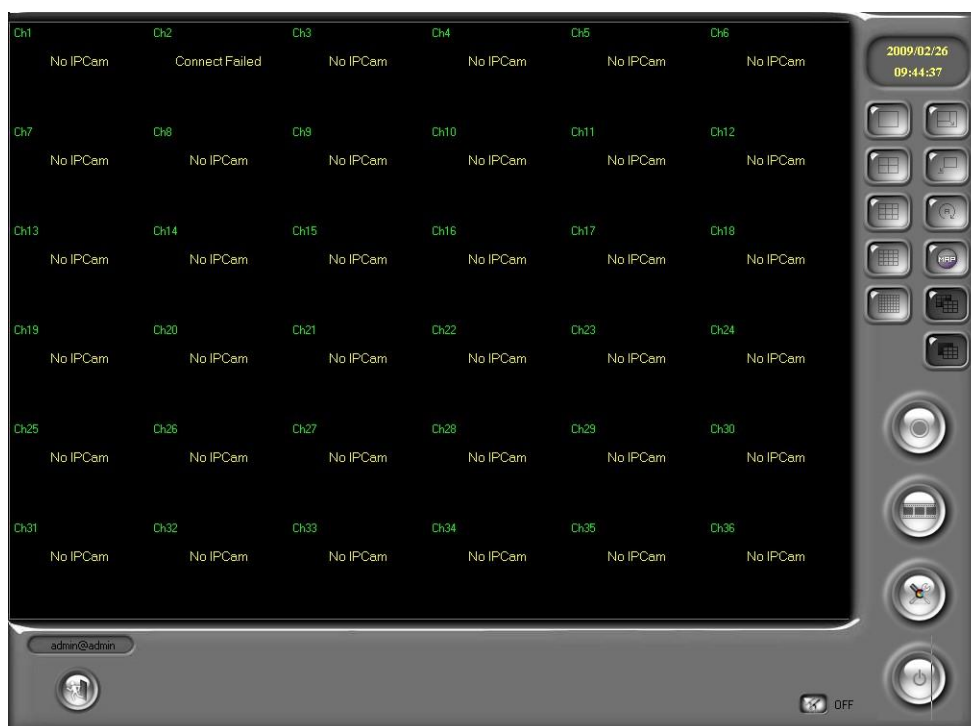 Ch1 Ch2 Ch3 Ch4 Ch5 Ch6
No IPCam Connect Failed No IPCam No IPCam No IPCam No IPCam
2009/02/26
09:44:37
Ch7 Ch8 Ch9 Ch10 Ch11 Ch12
No IPCam No IPCam No IPCam No IPCam No IPCam No IPCam
Ch13 Ch14 Ch15 Ch16 Ch17 Ch18
No IPCam No IPCam No IPCam No IPCam No IPCam No IPCam
MAP
Ch19 Ch20 Ch21 Ch22 Ch23 Ch24
No IPCam No IPCam No IPCam No IPCam No IPCam No IPCam
Ch25 Ch26 Ch27 Ch28 Ch29 Ch30
No IPCam No IPCam No IPCam No IPCam No IPCam No IPCam
Ch31 Ch32 Ch33 Ch34 Ch35 Ch36
No IPCam No IPCam No IPCam No IPCam No IPCam No IPCam
admin@admin
OFF